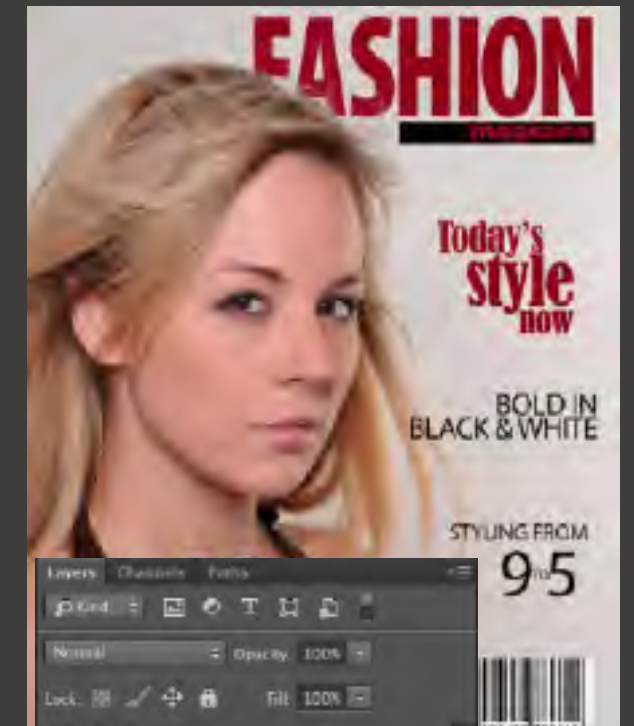 FASHION
magazine
Today's
style
now
BOLD IN
BLACK & WHITE
STYLING FROM
9 TO 5
Layers Channels Paths
Kind
Normal Opacity: 100%
Lock: Fill: 100%